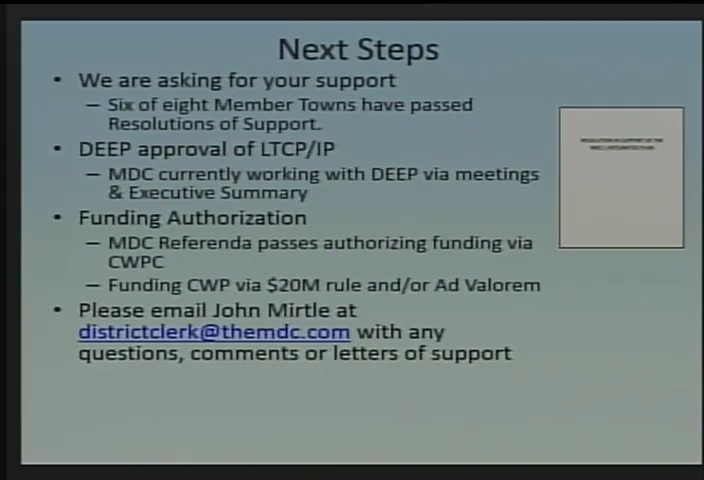 Next Steps
• We are asking for your support
– Six of eight Member Towns have passed
Resolutions of Support.
• DEEP approval of LTCP/IP
– MDC currently working with DEEP via meetings
& Executive Summary
• Funding Authorization
– MDC Referenda passes authorizing funding via
CWPC
– Funding CWP via $20M rule and/or Ad Valorem
• Please email John Mirtle at
districtclerk@themdc.com with any
questions, comments or letters of support